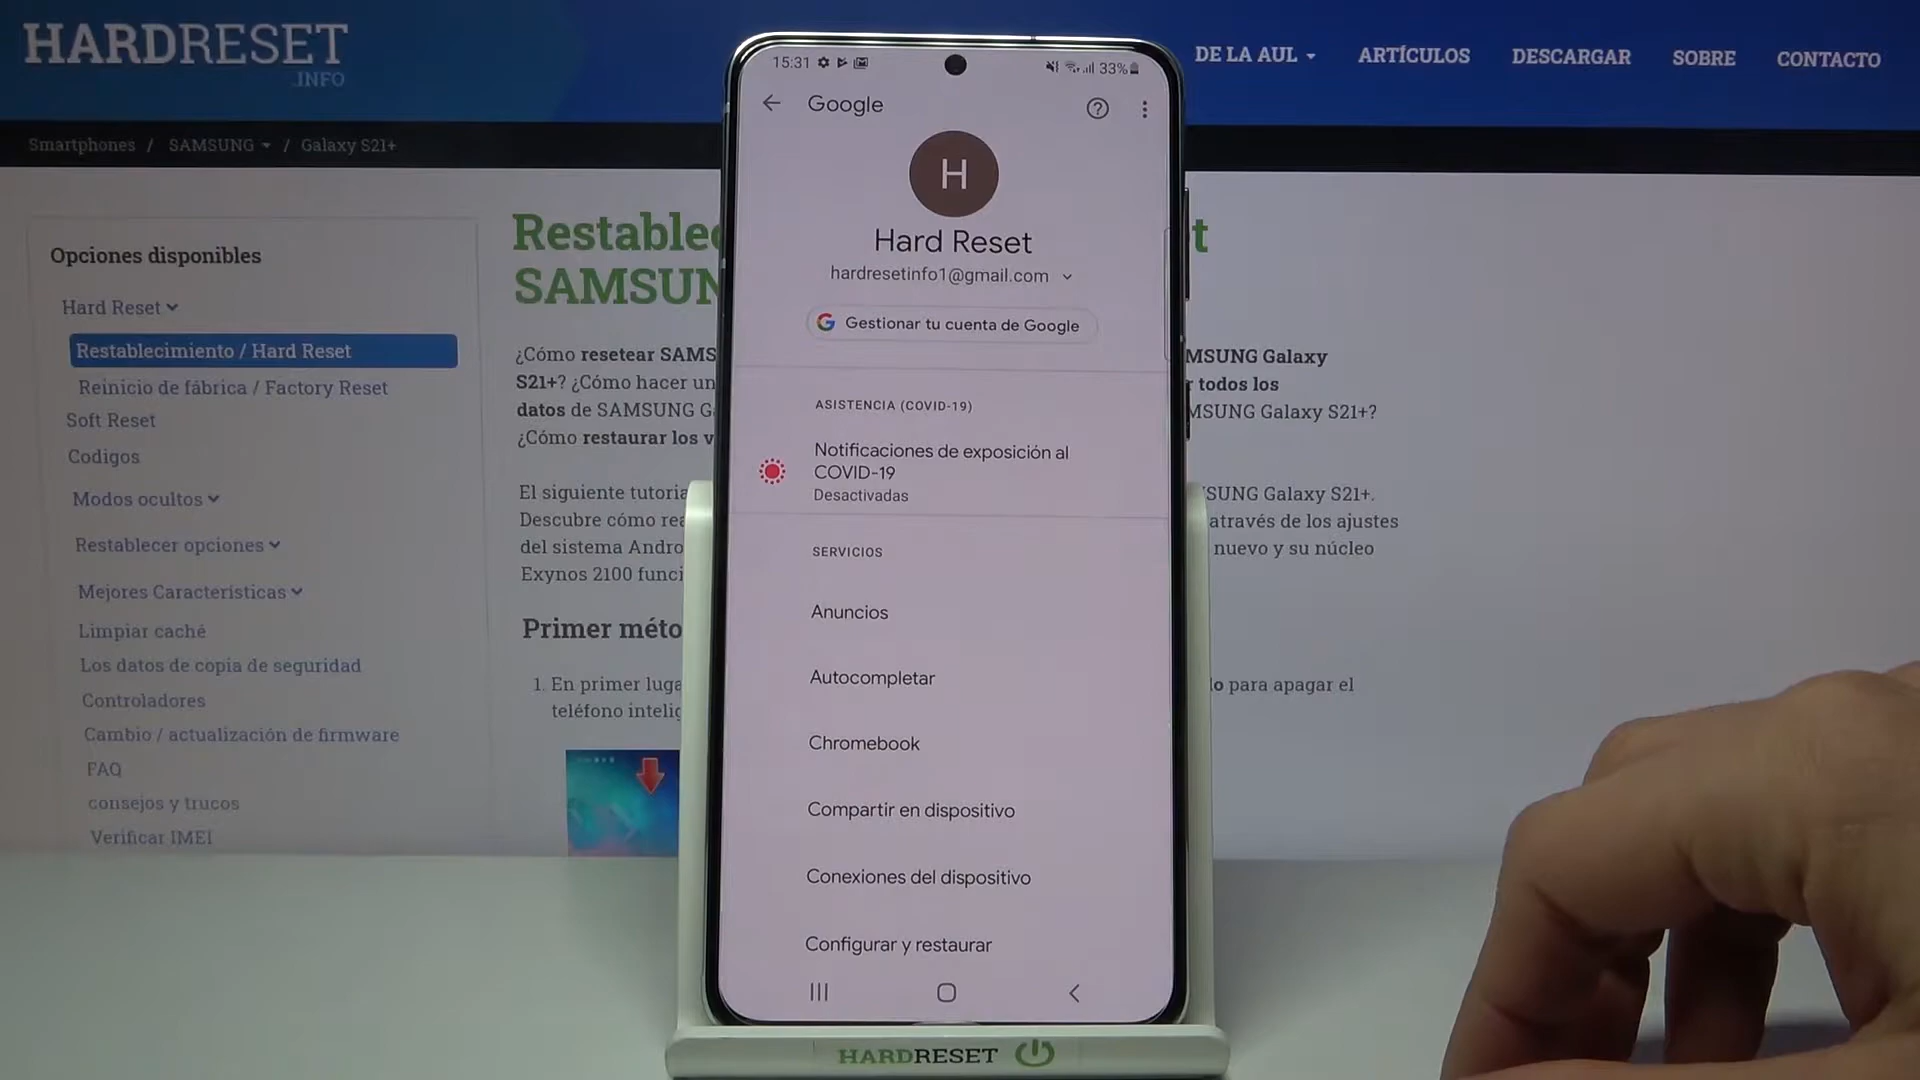 HARDRESET
.INFO
DE LA AUL
ARTÍCULOS
DESCARGAR
SOBRE
CONTACTO
Smartphones / SAMSUNG / Galaxy S21+
Opciones disponibles
Hard Reset
Restablecimiento / Hard Reset
Reinicio de fábrica / Factory Reset
Soft Reset
Codigos
Modos ocultos
Restablecer opciones
Mejores Características
Limpiar caché
Los datos de copia de seguridad
Controladores
Cambio / actualización de firmware
FAQ
consejos y trucos
Verificar IMEI
Restablec
t
SAMSUN
¿Cómo resetear SAMS
MSUNG Galaxy
S21+? ¿Cómo hacer un
r todos los
datos de SAMSUNG G
MSUNG Galaxy S21+?
¿Cómo restaurar los v
El siguiente tutoria
SUNG Galaxy S21+.
Descubre cómo rea
através de los ajustes
del sistema Andro
nuevo y su núcleo
Exynos 2100 funci
Primer méto
1. En primer luga
lo para apagar el
teléfono intelig
15:31
33%
Google
H
Hard Reset
hardresetinfo1@gmail.com
G Gestionar tu cuenta de Google
ASISTENCIA (COVID-19)
Notificaciones de exposición al
COVID-19
Desactivadas
SERVICIOS
Anuncios
Autocompletar
Chromebook
Compartir en dispositivo
Conexiones del dispositivo
Configurar y restaurar
HARDRESET